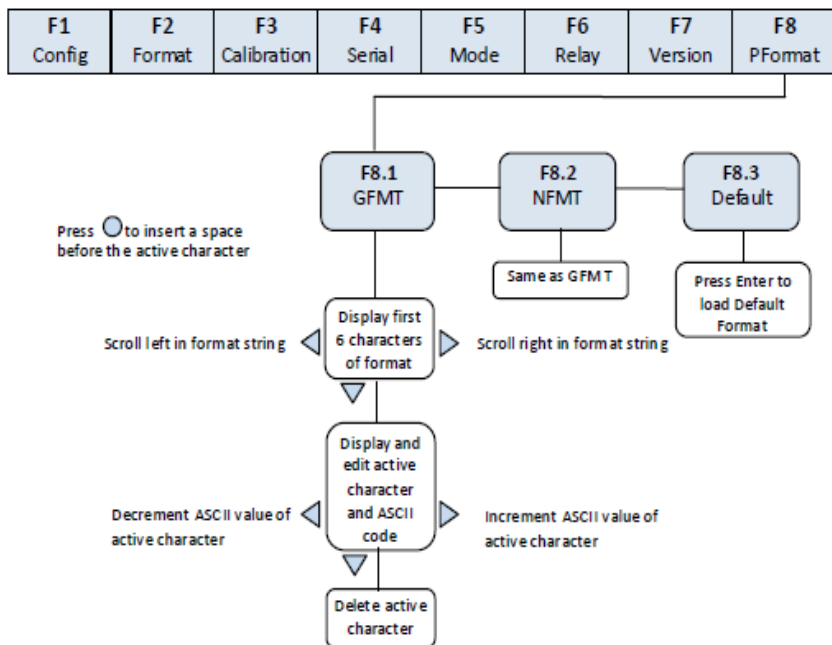 F1 F2 F3 F4 F5 F6 F7 F8
Config Format Calibration Serial Mode Relay Version PFormat
F8.1 F8.2 F8.3
GFMT NFMT Default
Press to insert a space
before the active character
Same as GFMT
Press Enter to
load Default
Format
Display first
6 characters
of format
Scroll left in format string
Scroll right in format string
Display and
edit active
character
and ASCII
code
Decrement ASCII value of
active character
Increment ASCII value of
active character
Delete active
character